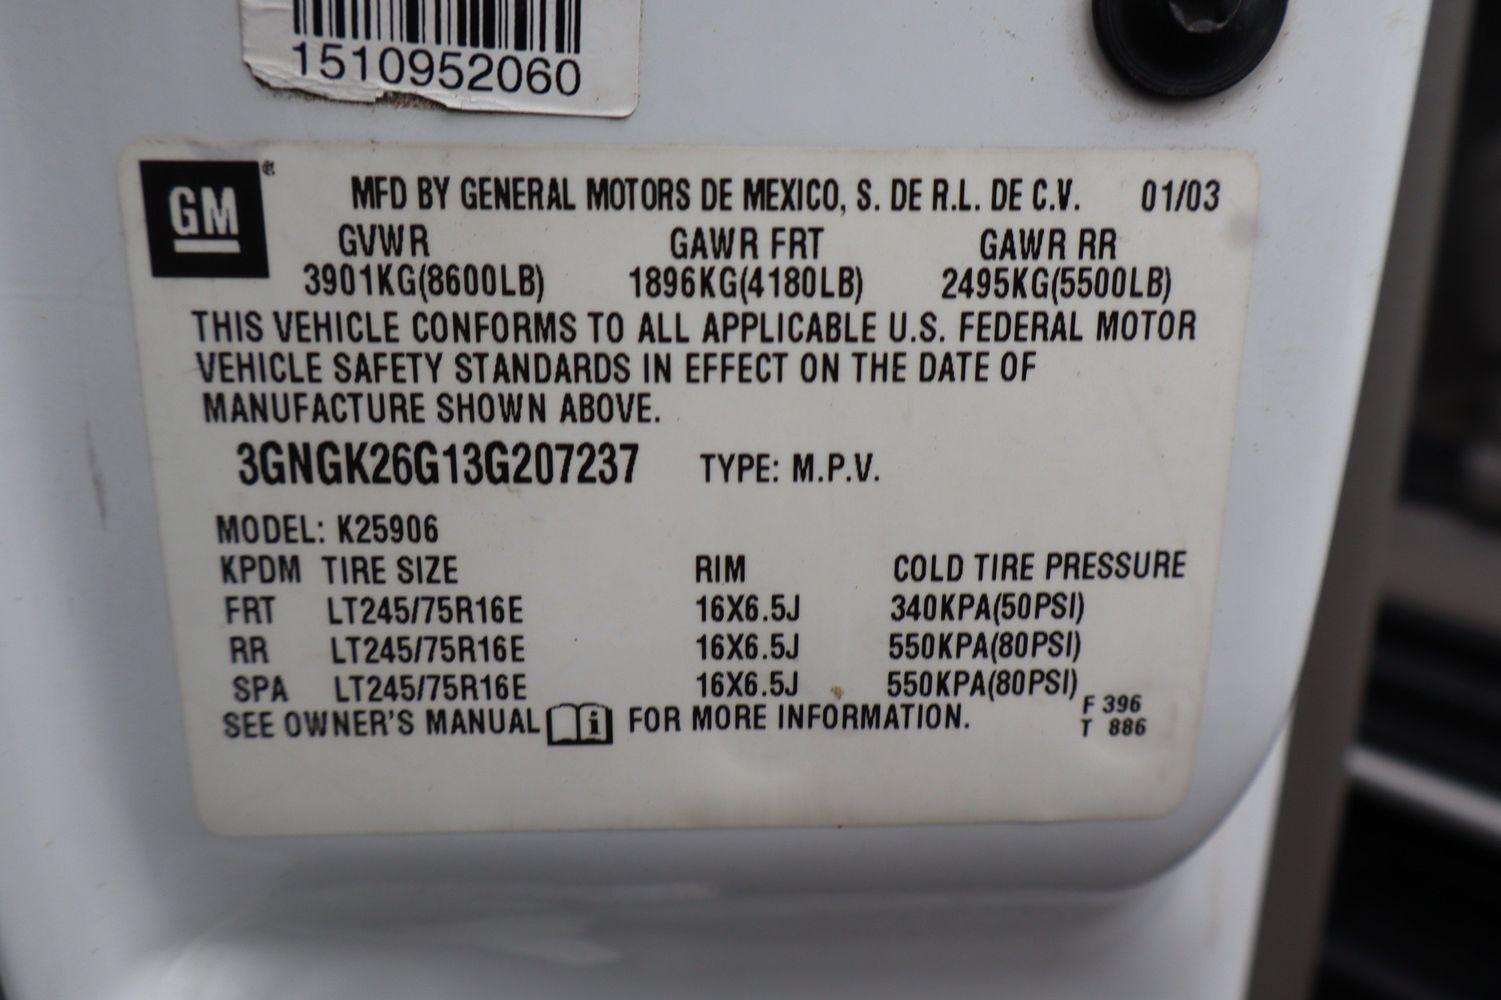 1510952060
GM
MFD BY GENERAL MOTORS DE MEXICO, S. DE R.L. DE C.V. 01/03
GVWR GAWR FRT GAWR RR
3901KG(8600LB) 1896KG(4180LB) 2495KG(5500LB)
THIS VEHICLE CONFORMS TO ALL APPLICABLE U.S. FEDERAL MOTOR
VEHICLE SAFETY STANDARDS IN EFFECT ON THE DATE OF
MANUFACTURE SHOWN ABOVE.
3GNGK26G13G207237 TYPE: M.P.V.
MODEL: K25906
KPDM TIRE SIZE RIM COLD TIRE PRESSURE
FRT LT245/75R16E 16X6.5J 340KPA(50PSI)
RR LT245/75R16E 16X6.5J 550KPA(80PSI)
SPA LT245/75R16E 16X6.5J 550KPA(80PSI)
SEE OWNER'S MANUAL i FOR MORE INFORMATION. F 396
T 886